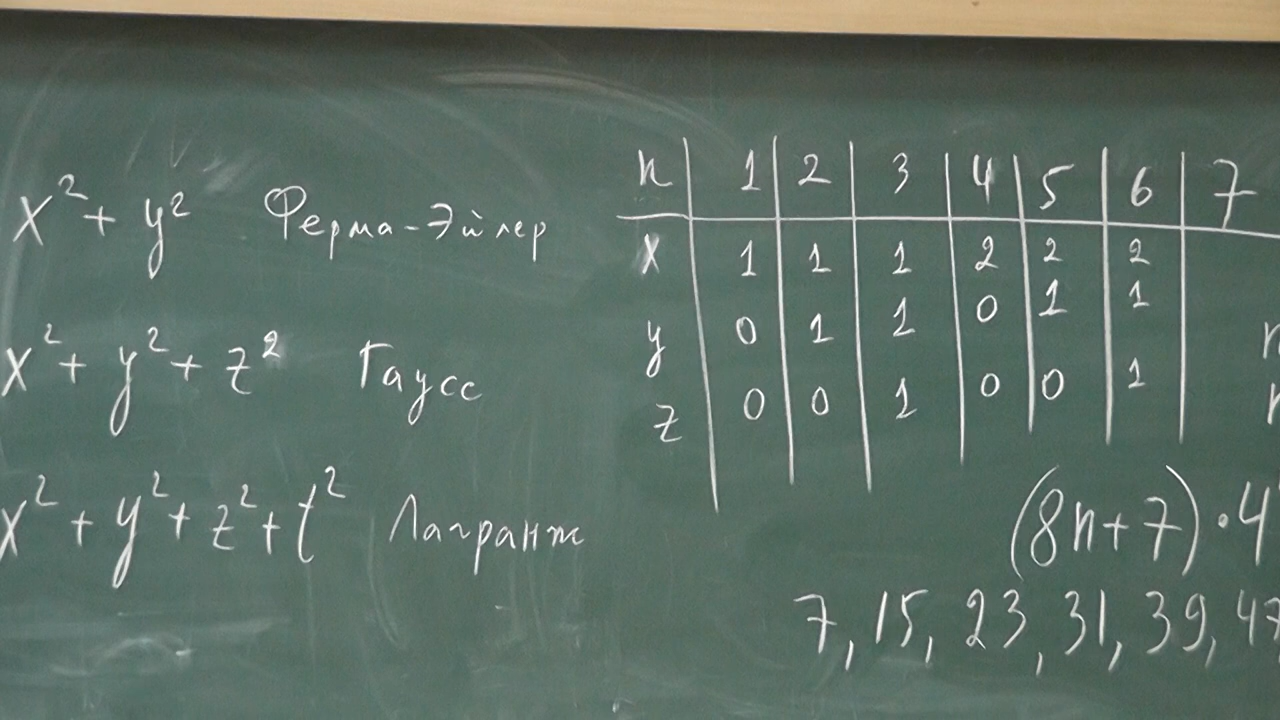 x² + y² Ферма-Эйлер
x² + y² + z² Гаусс
x² + y² + z² + t² Лагранж
n 1 2 3 4 5 6 7
x 1 1 1 2 2 2
y 0 1 1 0 1 1
z 0 0 1 0 0 1
(8n+7)·4
7, 15, 23, 31, 39, 47